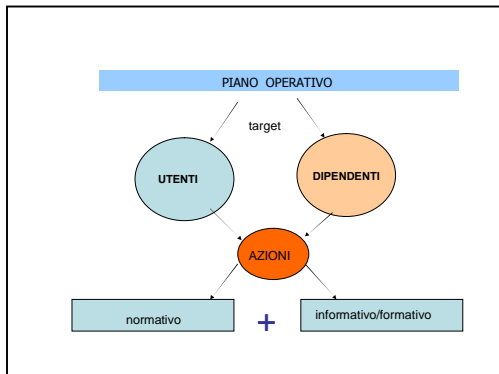 PIANO OPERATIVO
target
UTENTI
DIPENDENTI
AZIONI
normativo
+
informativo/formativo